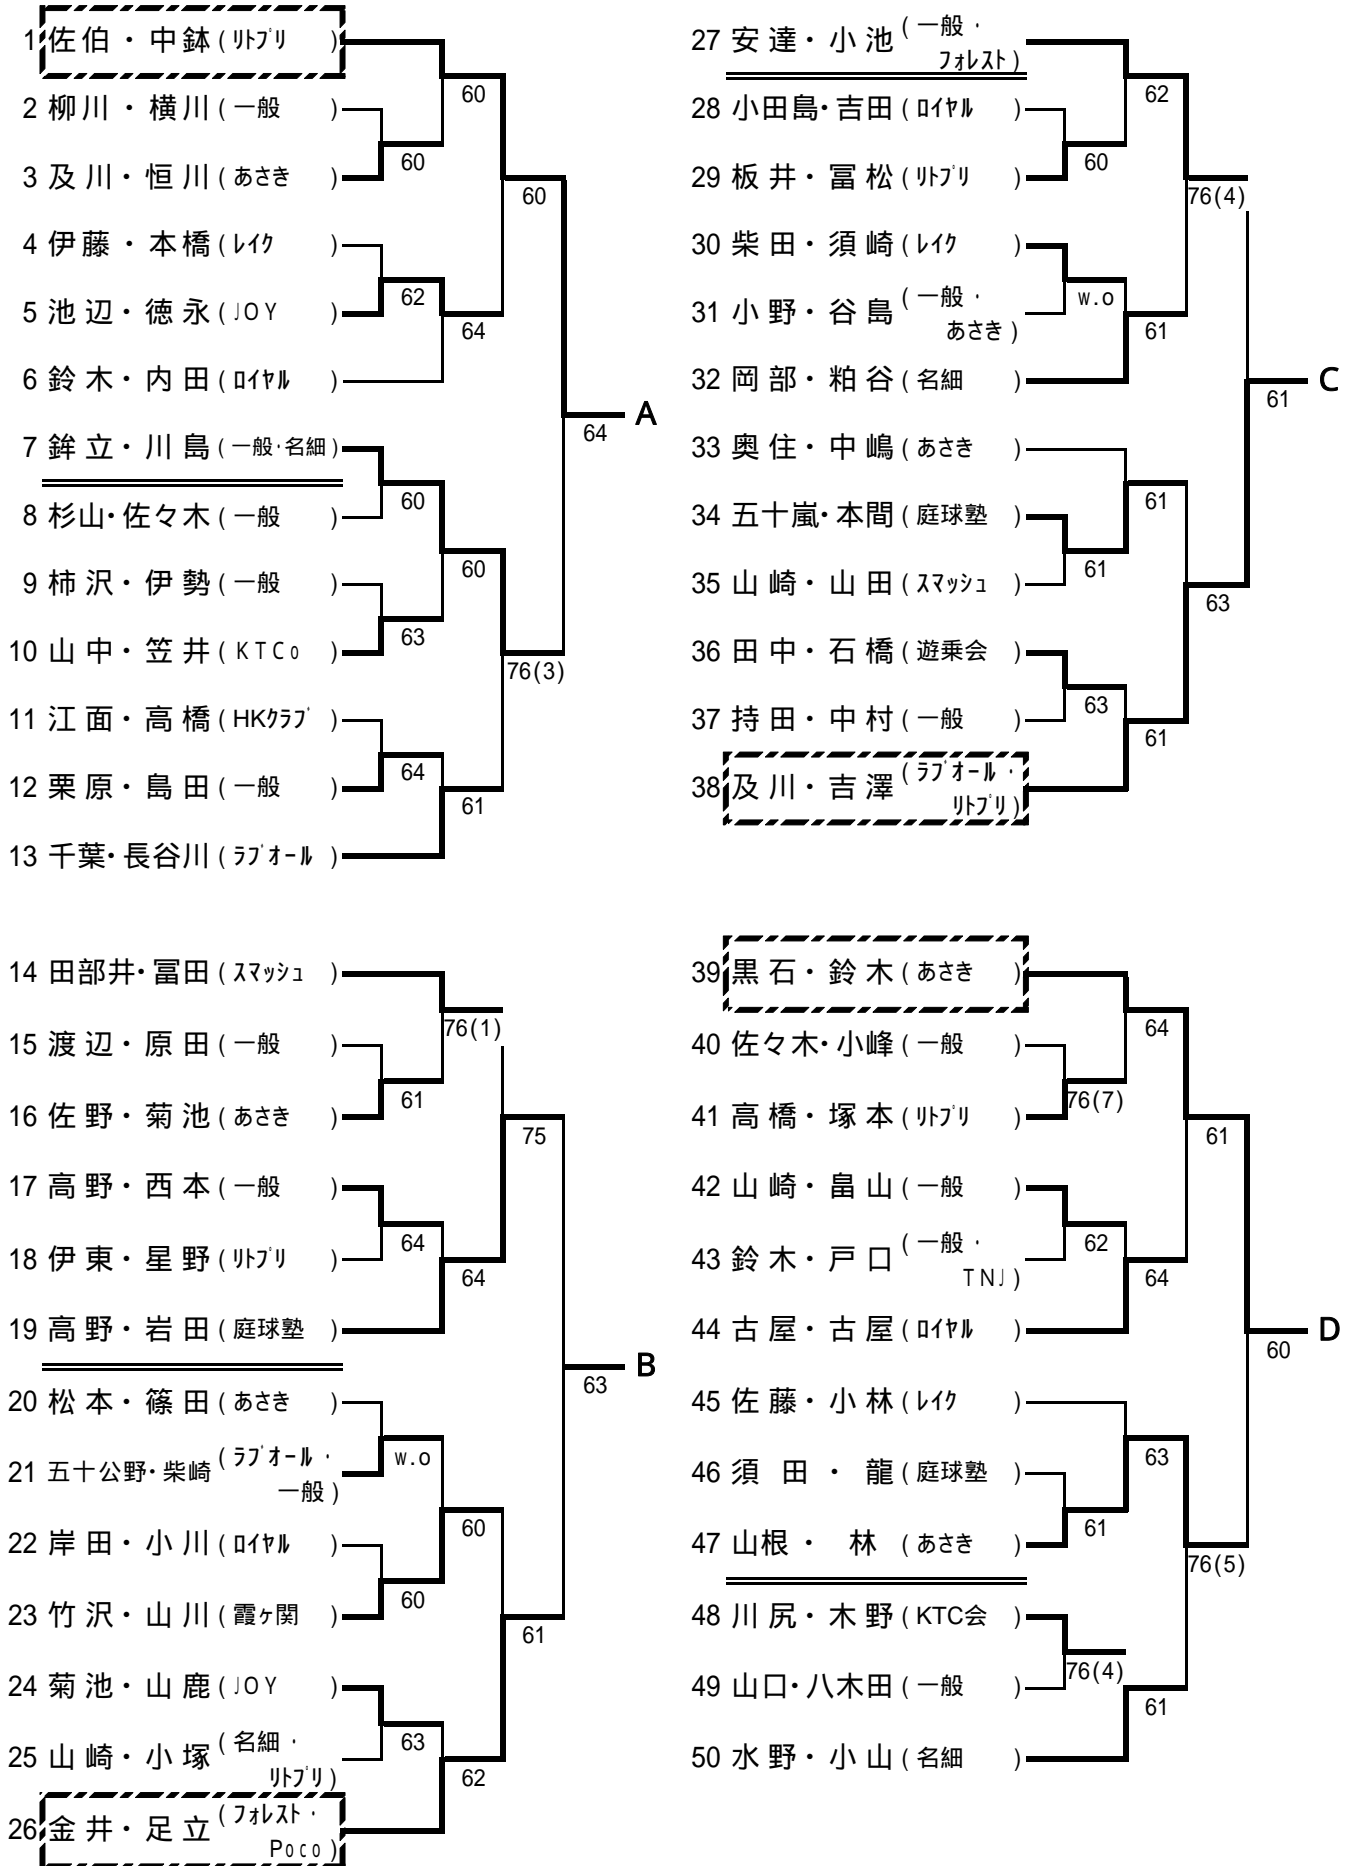 1 佐伯・中鉢 (リトプリ)
60
2 柳川・横川 (一般)
60
3 及川・恒川 (あさき)
60
4 伊藤・本橋 (レイク)
62
5 池辺・徳永 (JOY)
64
6 鈴木・内田 (ロイヤル)
64 A
7 鉾立・川島 (一般・名細)
60
8 杉山・佐々木 (一般)
60
9 柿沢・伊勢 (一般)
63
10 山中・笠井 (KTCo)
76(3)
11 江面・高橋 (HKクラブ)
64
12 栗原・島田 (一般)
61
13 千葉・長谷川 (ラブオール)
14 田部井・冨田 (スマッシュ)
76(1)
15 渡辺・原田 (一般)
61
16 佐野・菊池 (あさき)
75
17 高野・西本 (一般)
64
18 伊東・星野 (リトプリ)
64
19 高野・岩田 (庭球塾)
63 B
20 松本・篠田 (あさき)
w.o
21 五十公野・柴崎 (ラブオール・
一般)
60
22 岸田・小川 (ロイヤル)
60
23 竹沢・山川 (霞ヶ関)
61
24 菊池・山鹿 (JOY)
63
25 山崎・小塚 (名細・
リトプリ)
62
26 金井・足立 (フォレスト・
Poco)
27 安達・小池 (一般・
フォレスト)
62
28 小田島・吉田 (ロイヤル)
60
29 板井・冨松 (リトプリ)
76(4)
30 柴田・須崎 (レイク)
w.o
31 小野・谷島 (一般・
あさき)
61
32 岡部・粕谷 (名細)
61 C
33 奥住・中嶋 (あさき)
61
34 五十嵐・本間 (庭球塾)
61
35 山崎・山田 (スマッシュ)
63
36 田中・石橋 (遊乗会)
63
37 持田・中村 (一般)
61
38 及川・吉澤 (ラブオール・
リトプリ)
39 黒石・鈴木 (あさき)
64
40 佐々木・小峰 (一般)
76(7)
41 高橋・塚本 (リトプリ)
61
42 山崎・畠山 (一般)
62
43 鈴木・戸口 (一般・
TNJ)
64
44 古屋・古屋 (ロイヤル)
60 D
45 佐藤・小林 (レイク)
63
46 須田・龍 (庭球塾)
61
47 山根・林 (あさき)
76(5)
48 川尻・木野 (KTC会)
76(4)
49 山口・八木田 (一般)
61
50 水野・小山 (名細)